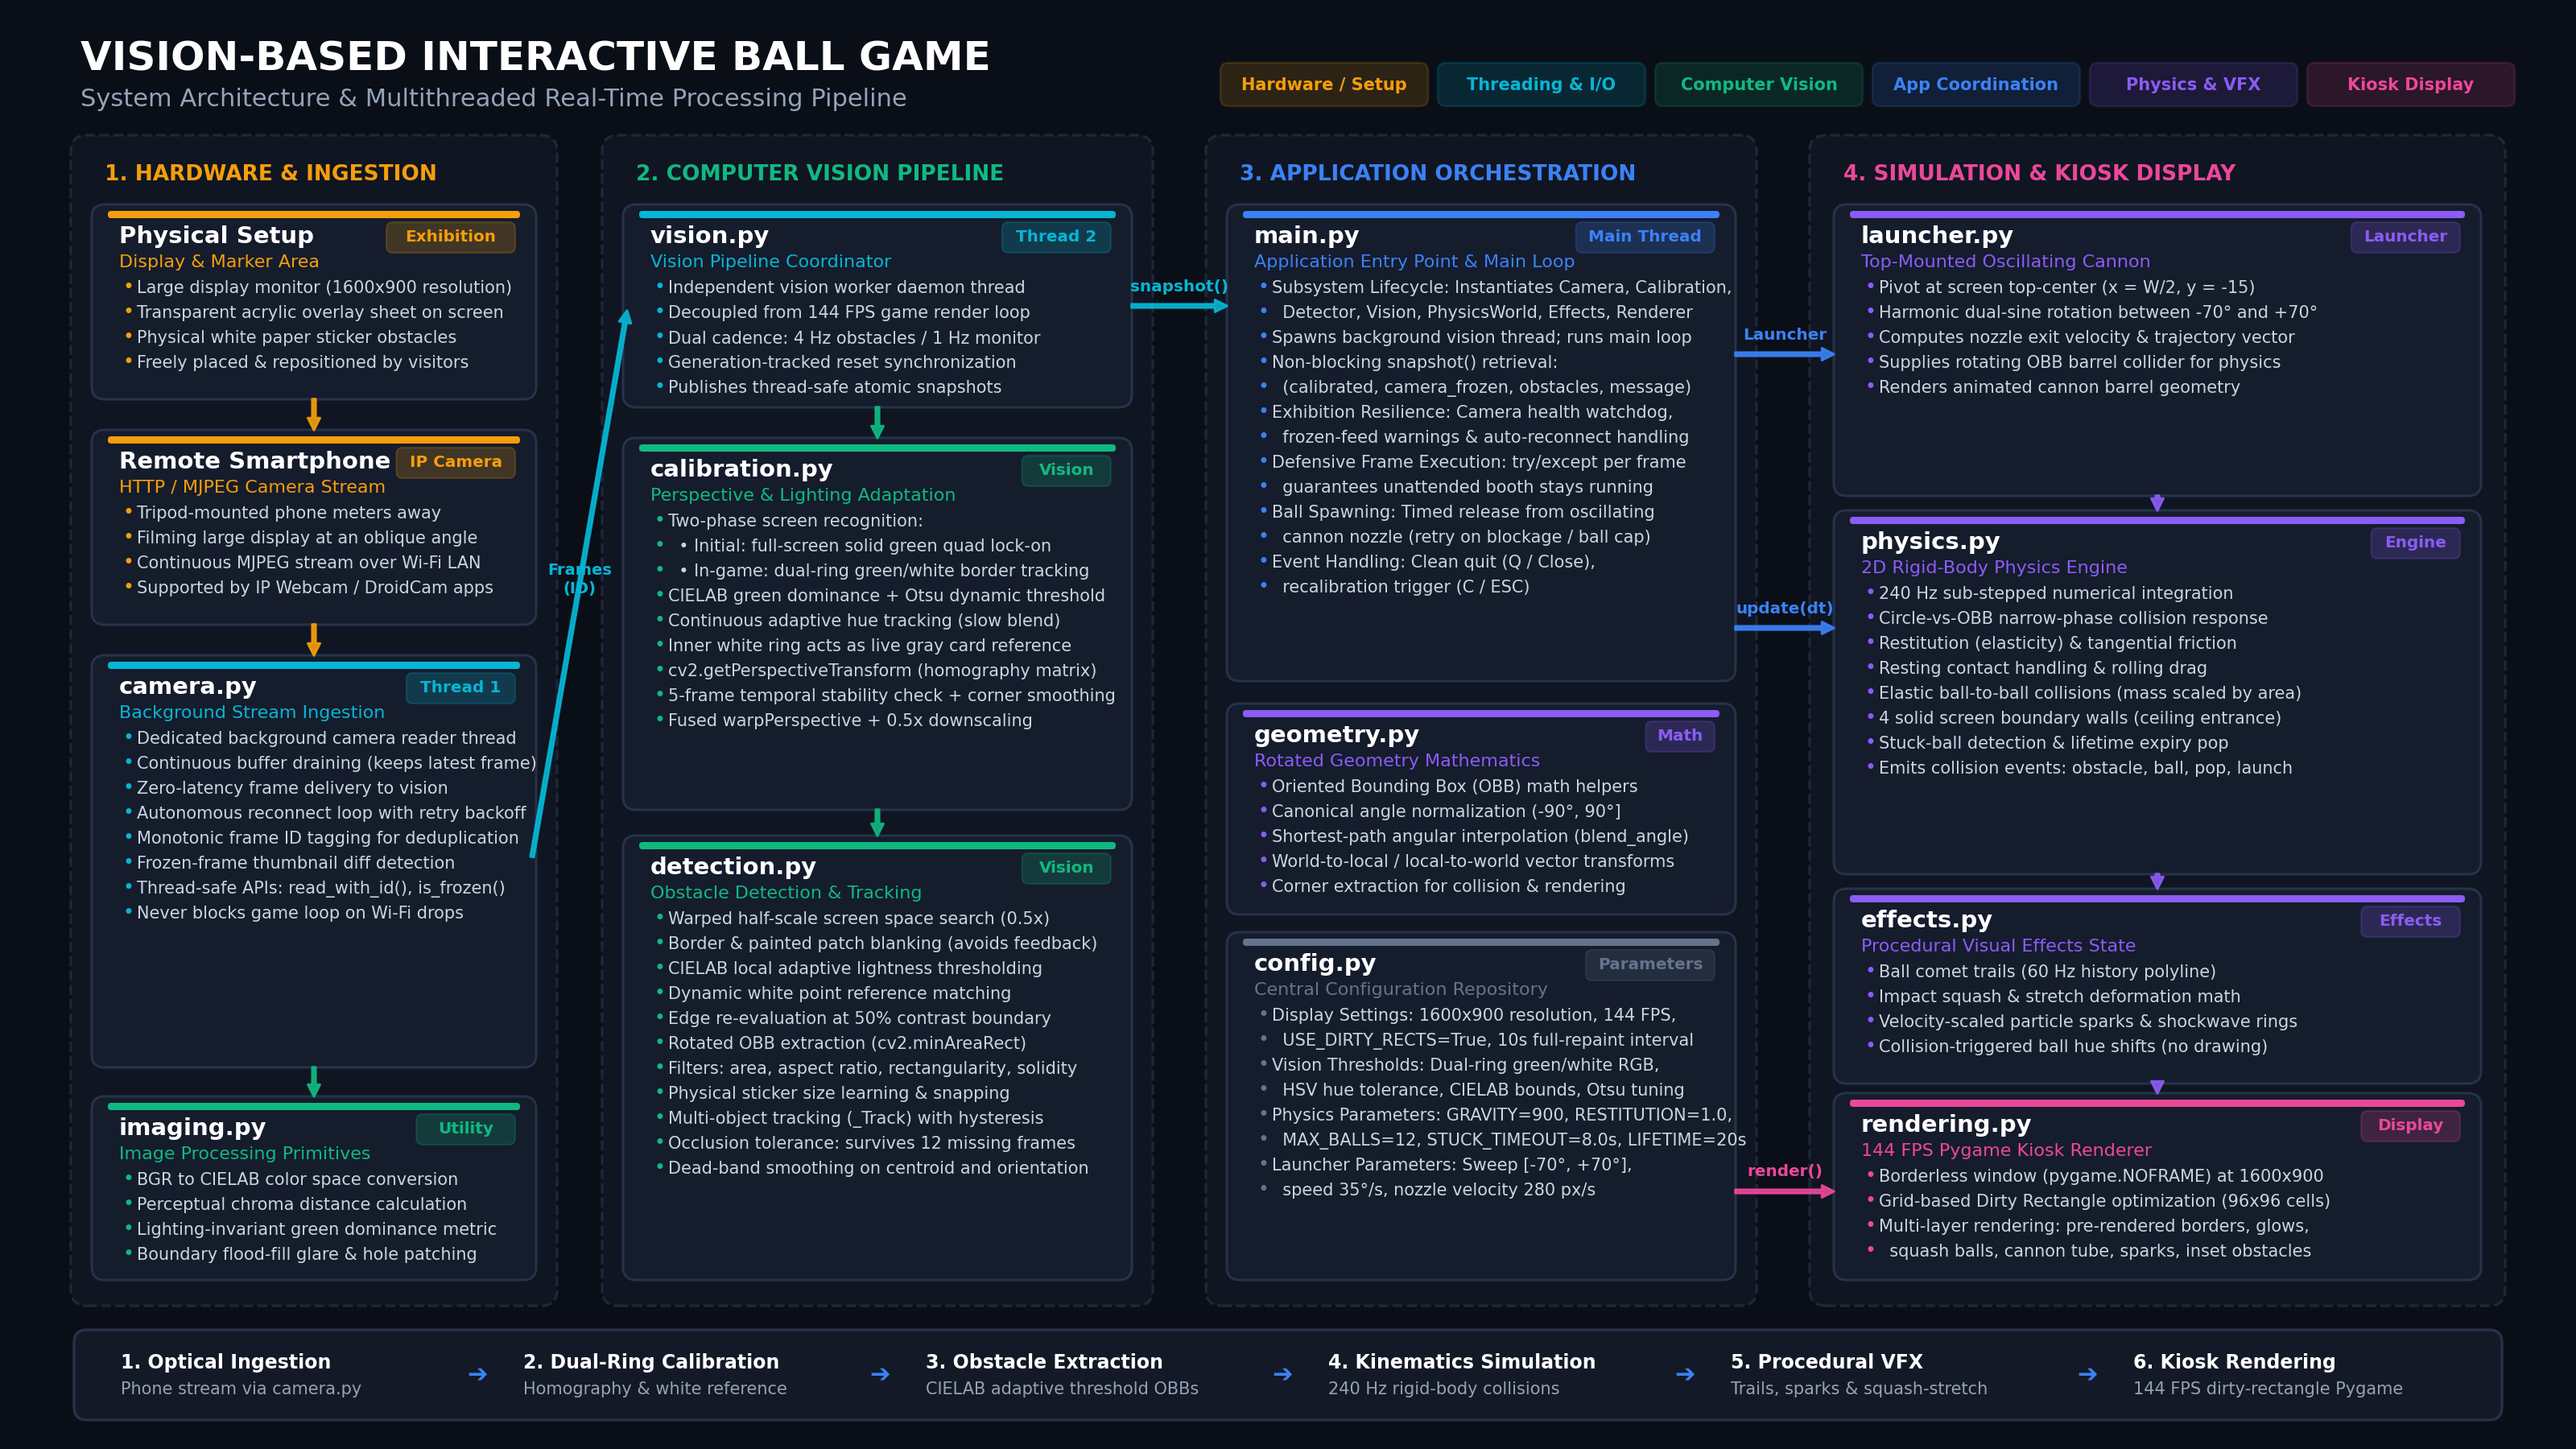 VISION-BASED INTERACTIVE BALL GAME
System Architecture & Multithreaded Real-Time Processing Pipeline
Hardware / Setup
Threading & I/O
Computer Vision
App Coordination
Physics & VFX
Kiosk Display
1. HARDWARE & INGESTION
Physical Setup
Exhibition
Display & Marker Area
• Large display monitor (1600x900 resolution)
• Transparent acrylic overlay sheet on screen
• Physical white paper sticker obstacles
• Freely placed & repositioned by visitors
Remote Smartphone
IP Camera
HTTP / MJPEG Camera Stream
• Tripod-mounted phone meters away
• Filming large display at an oblique angle
• Continuous MJPEG stream over Wi-Fi LAN
• Supported by IP Webcam / DroidCam apps
camera.py
Thread 1
Background Stream Ingestion
• Dedicated background camera reader thread
• Continuous buffer draining (keeps latest frame)
• Zero-latency frame delivery to vision
• Autonomous reconnect loop with retry backoff
• Monotonic frame ID tagging for deduplication
• Frozen-frame thumbnail diff detection
• Thread-safe APIs: read_with_id(), is_frozen()
• Never blocks game loop on Wi-Fi drops
imaging.py
Utility
Image Processing Primitives
• BGR to CIELAB color space conversion
• Perceptual chroma distance calculation
• Lighting-invariant green dominance metric
• Boundary flood-fill glare & hole patching
Frames
(ID)
2. COMPUTER VISION PIPELINE
vision.py
Thread 2
Vision Pipeline Coordinator
• Independent vision worker daemon thread
• Decoupled from 144 FPS game render loop
• Dual cadence: 4 Hz obstacles / 1 Hz monitor
• Generation-tracked reset synchronization
• Publishes thread-safe atomic snapshots
calibration.py
Vision
Perspective & Lighting Adaptation
• Two-phase screen recognition:
• • Initial: full-screen solid green quad lock-on
• • In-game: dual-ring green/white border tracking
• CIELAB green dominance + Otsu dynamic threshold
• Continuous adaptive hue tracking (slow blend)
• Inner white ring acts as live gray card reference
• cv2.getPerspectiveTransform (homography matrix)
• 5-frame temporal stability check + corner smoothing
• Fused warpPerspective + 0.5x downscaling
detection.py
Vision
Obstacle Detection & Tracking
• Warped half-scale screen space search (0.5x)
• Border & painted patch blanking (avoids feedback)
• CIELAB local adaptive lightness thresholding
• Dynamic white point reference matching
• Edge re-evaluation at 50% contrast boundary
• Rotated OBB extraction (cv2.minAreaRect)
• Filters: area, aspect ratio, rectangularity, solidity
• Physical sticker size learning & snapping
• Multi-object tracking (_Track) with hysteresis
• Occlusion tolerance: survives 12 missing frames
• Dead-band smoothing on centroid and orientation
snapshot()
3. APPLICATION ORCHESTRATION
main.py
Main Thread
Application Entry Point & Main Loop
• Subsystem Lifecycle: Instantiates Camera, Calibration,
• Detector, Vision, PhysicsWorld, Effects, Renderer
• Spawns background vision thread; runs main loop
• Non-blocking snapshot() retrieval:
• (calibrated, camera_frozen, obstacles, message)
• Exhibition Resilience: Camera health watchdog,
• frozen-feed warnings & auto-reconnect handling
• Defensive Frame Execution: try/except per frame
• guarantees unattended booth stays running
• Ball Spawning: Timed release from oscillating
• cannon nozzle (retry on blockage / ball cap)
• Event Handling: Clean quit (Q / Close),
• recalibration trigger (C / ESC)
geometry.py
Math
Rotated Geometry Mathematics
• Oriented Bounding Box (OBB) math helpers
• Canonical angle normalization (-90°, 90°]
• Shortest-path angular interpolation (blend_angle)
• World-to-local / local-to-world vector transforms
• Corner extraction for collision & rendering
config.py
Parameters
Central Configuration Repository
• Display Settings: 1600x900 resolution, 144 FPS,
• USE_DIRTY_RECTS=True, 10s full-repaint interval
• Vision Thresholds: Dual-ring green/white RGB,
• HSV hue tolerance, CIELAB bounds, Otsu tuning
• Physics Parameters: GRAVITY=900, RESTITUTION=1.0,
• MAX_BALLS=12, STUCK_TIMEOUT=8.0s, LIFETIME=20s
• Launcher Parameters: Sweep [-70°, +70°],
• speed 35°/s, nozzle velocity 280 px/s
Launcher
update(dt)
render()
4. SIMULATION & KIOSK DISPLAY
launcher.py
Launcher
Top-Mounted Oscillating Cannon
• Pivot at screen top-center (x = W/2, y = -15)
• Harmonic dual-sine rotation between -70° and +70°
• Computes nozzle exit velocity & trajectory vector
• Supplies rotating OBB barrel collider for physics
• Renders animated cannon barrel geometry
physics.py
Engine
2D Rigid-Body Physics Engine
• 240 Hz sub-stepped numerical integration
• Circle-vs-OBB narrow-phase collision response
• Restitution (elasticity) & tangential friction
• Resting contact handling & rolling drag
• Elastic ball-to-ball collisions (mass scaled by area)
• 4 solid screen boundary walls (ceiling entrance)
• Stuck-ball detection & lifetime expiry pop
• Emits collision events: obstacle, ball, pop, launch
effects.py
Effects
Procedural Visual Effects State
• Ball comet trails (60 Hz history polyline)
• Impact squash & stretch deformation math
• Velocity-scaled particle sparks & shockwave rings
• Collision-triggered ball hue shifts (no drawing)
rendering.py
Display
144 FPS Pygame Kiosk Renderer
• Borderless window (pygame.NOFRAME) at 1600x900
• Grid-based Dirty Rectangle optimization (96x96 cells)
• Multi-layer rendering: pre-rendered borders, glows,
• squash balls, cannon tube, sparks, inset obstacles
1. Optical Ingestion
Phone stream via camera.py
➔
2. Dual-Ring Calibration
Homography & white reference
➔
3. Obstacle Extraction
CIELAB adaptive threshold OBBs
➔
4. Kinematics Simulation
240 Hz rigid-body collisions
➔
5. Procedural VFX
Trails, sparks & squash-stretch
➔
6. Kiosk Rendering
144 FPS dirty-rectangle Pygame